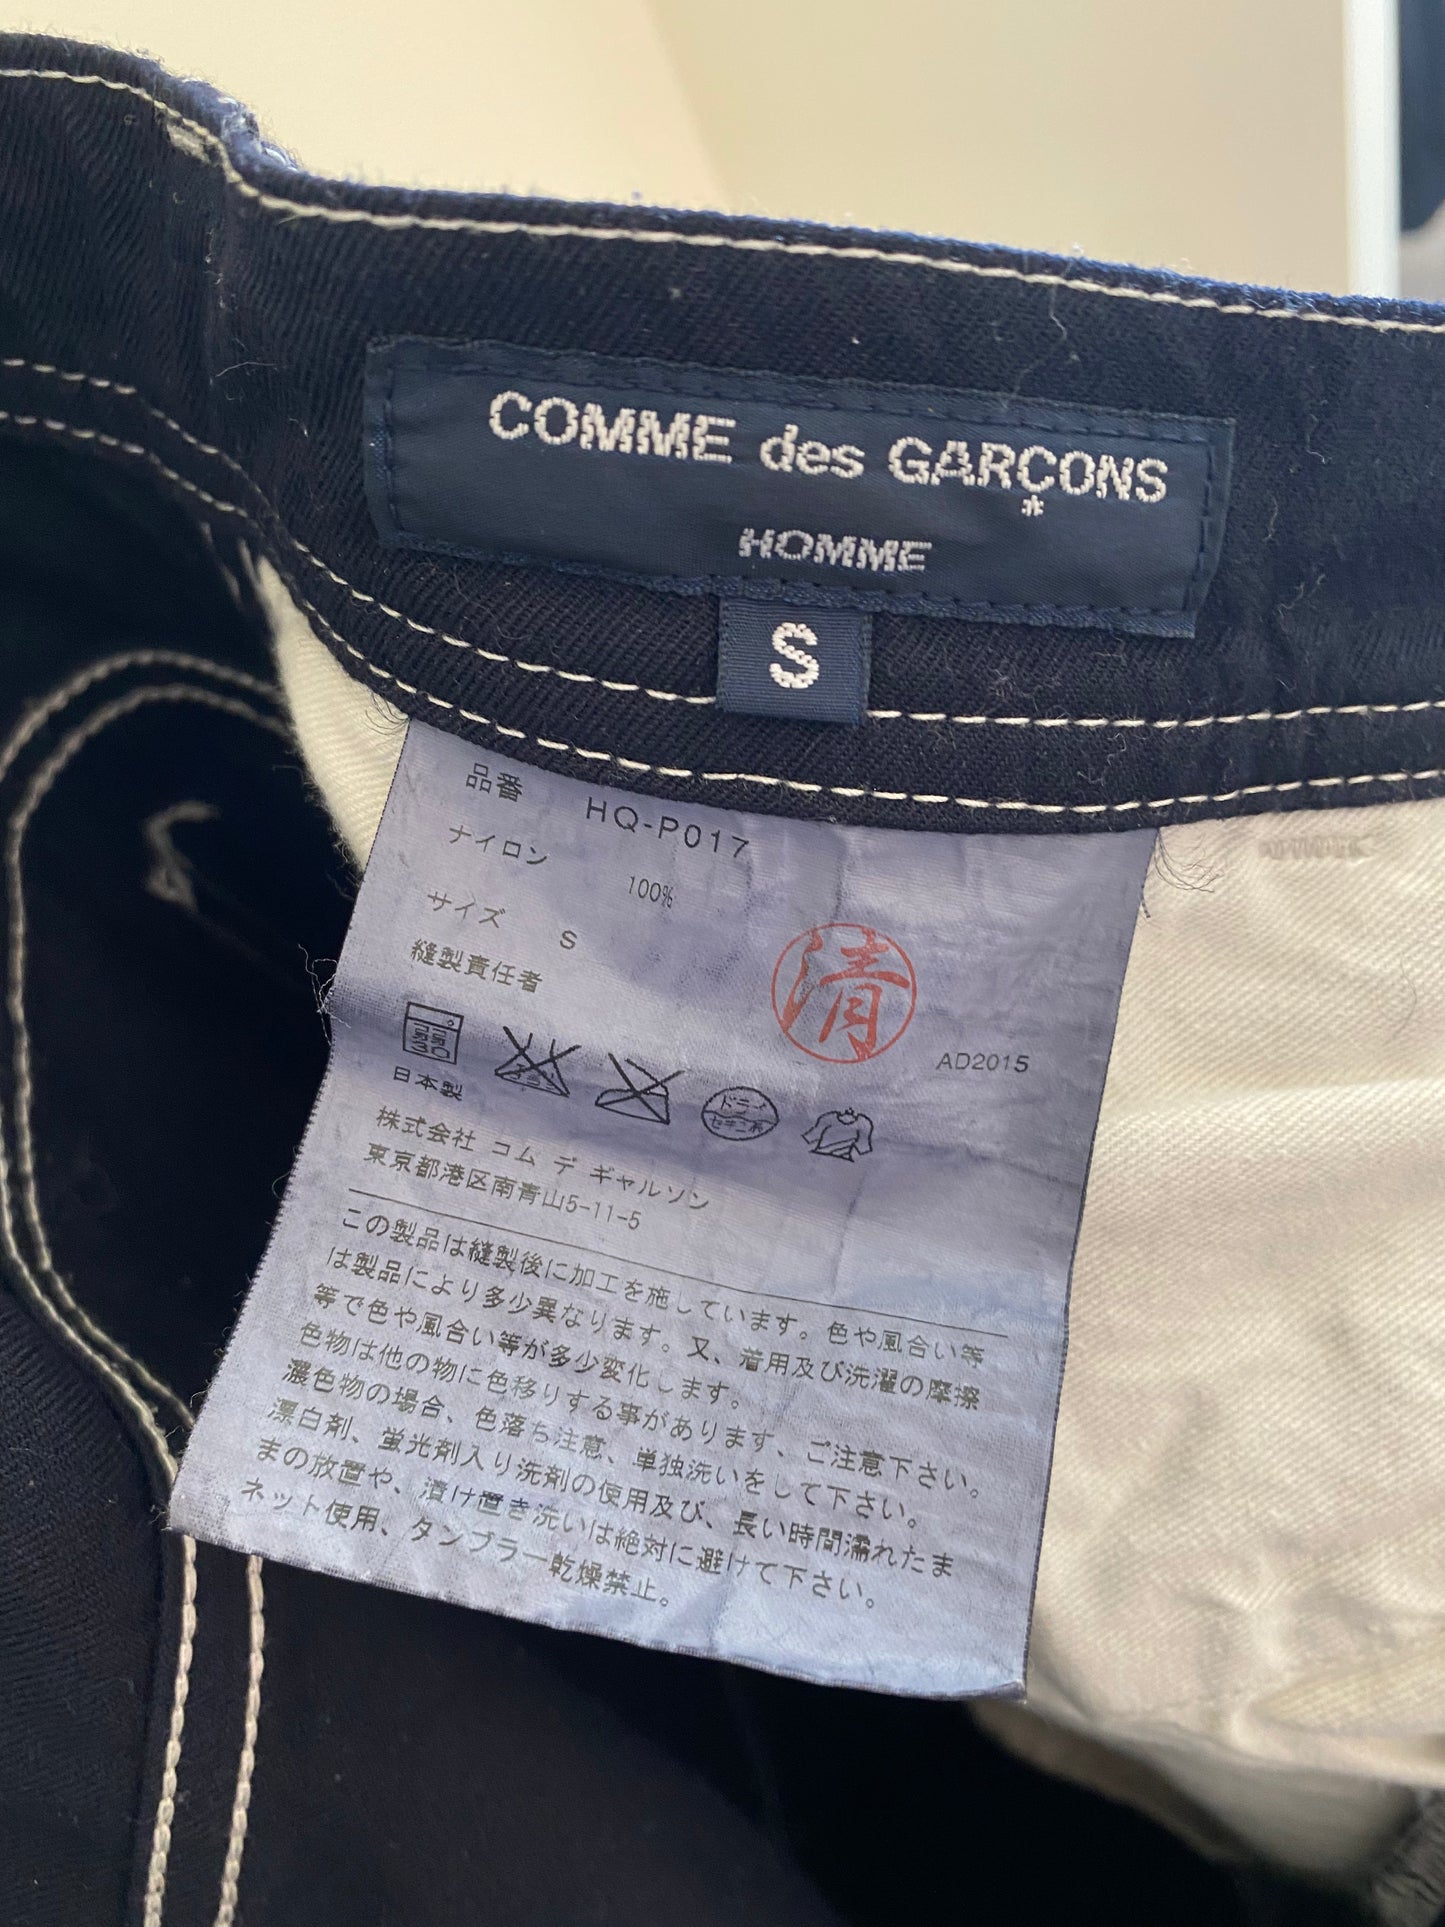 COMME des GARÇONS
HOMME
S
品番 HQ-P017
ナイロン 100%
サイズ S
縫製責任者
清
AD2015
弱
30
ドライ
セキユ系
日本製
株式会社 コム デ ギャルソン
東京都港区南青山5-11-5
この製品は縫製後に加工を施しています。色や風合い等
は製品により多少異なります。又、着用及び洗濯の摩擦
等で色や風合い等が多少変化します。
色物は他の物に色移りする事があります、ご注意下さい。
濃色物の場合、色落ち注意、単独洗いをして下さい。
漂白剤、蛍光剤入り洗剤の使用及び、長い時間濡れたま
まの放置や、漬け置き洗いは絶対に避けて下さい。
ネット使用、タンブラー乾燥禁止。